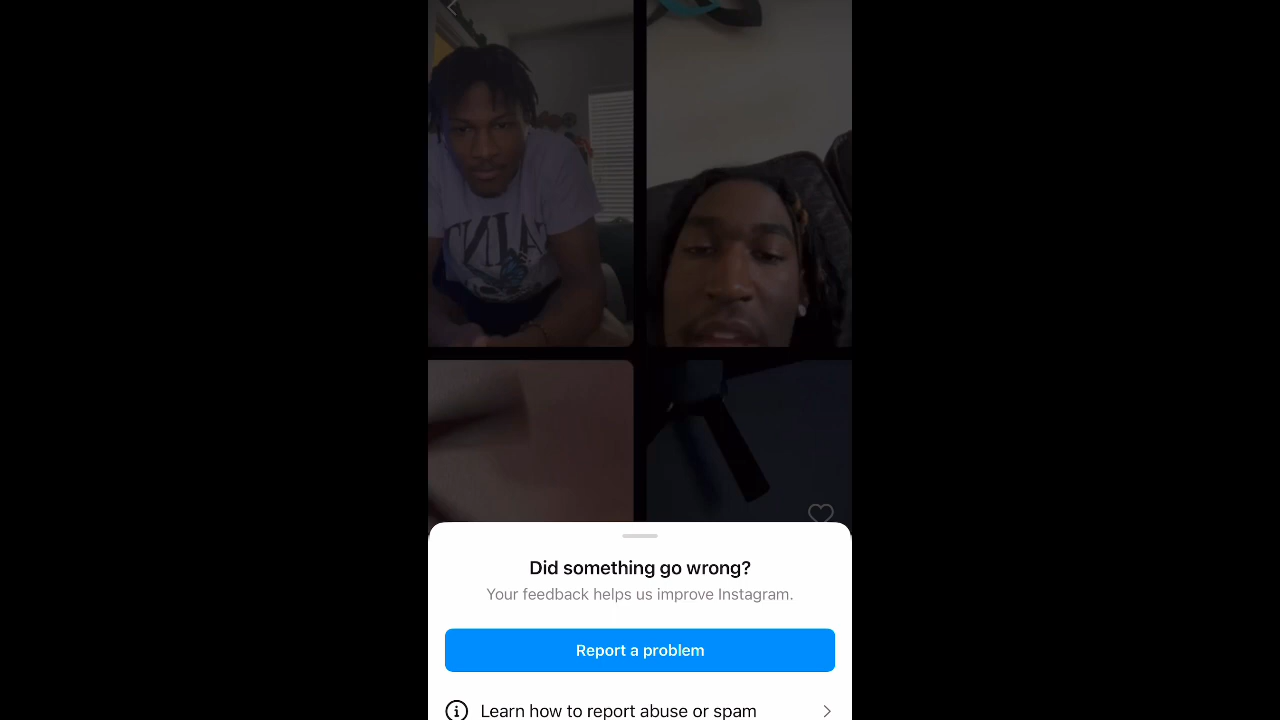 Did something go wrong?
Your feedback helps us improve Instagram.
Report a problem
Learn how to report abuse or spam